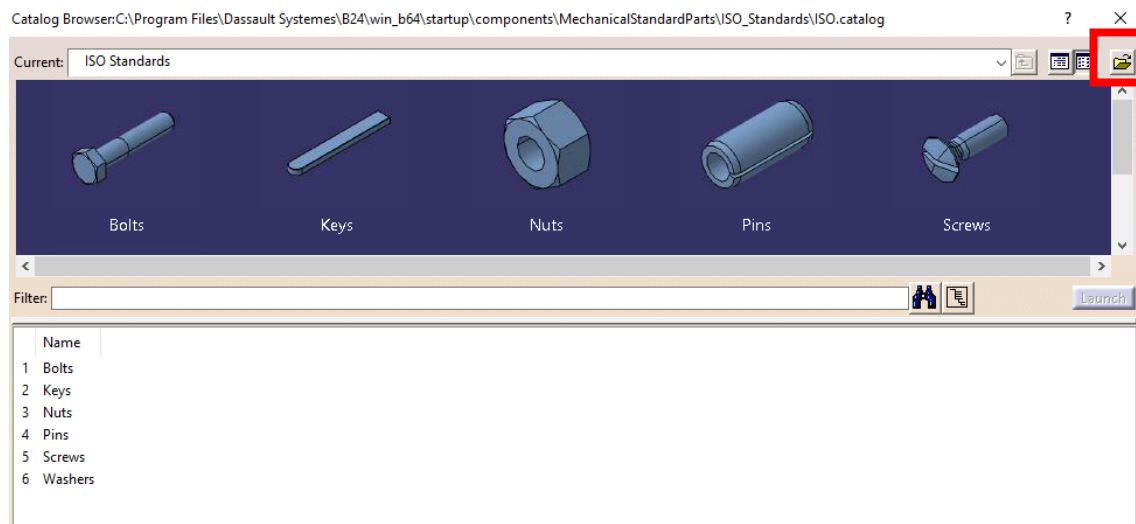 Catalog Browser:C:\Program Files\Dassault Systemes\B24\win_b64\startup\components\MechanicalStandardParts\ISO_Standards\ISO.catalog ?
Current: ISO Standards
Bolts Keys Nuts Pins Screws
Filter: Launch
Name
1 Bolts
2 Keys
3 Nuts
4 Pins
5 Screws
6 Washers